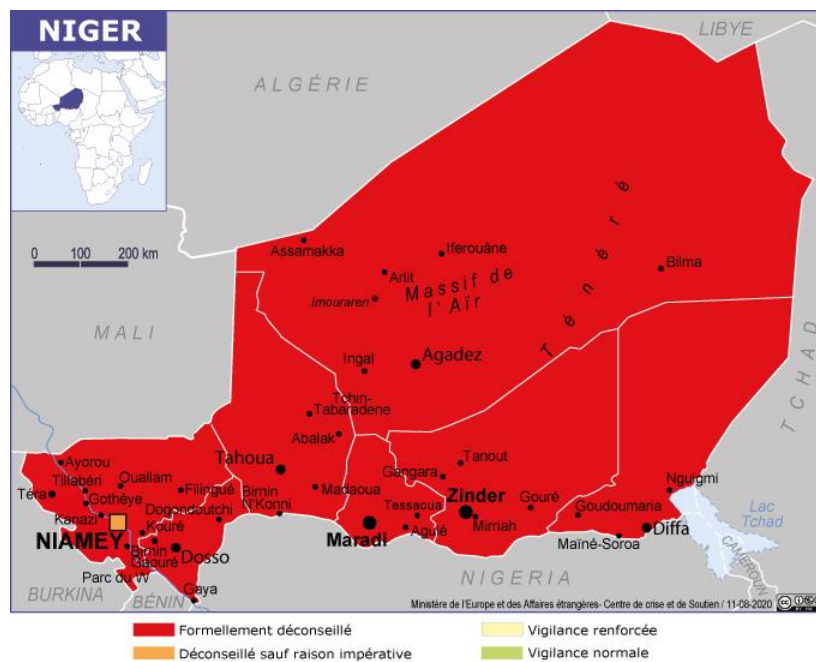 NIGER
LIBYE
ALGÉRIE
0 100 200 km
Assamakka
Iferouâne
Arlit
Bilma
Imouraren
Massif de
l'Aïr
Ténéré
MALI
TCHAD
Ingal
Agadez
Tchin-
Tabaradene
Abalak
Tahoua
Tanout
Ayorou
Ouallam
Tillabéri
Filingué
Birnin
N'Konni
Madaoua
Gangara
Nguigmi
Téra
Gothèye
Dogondoutchi
Tessaoua
Zinder
Gouré
Goudoumaria
Kanazi
Kouré
Aguié
Mirriah
Lac
Tchad
NIAMEY
Birnin
Gaouré
Dosso
Maradi
Maïné-Soroa
Diffa
Parc du W
Gaya
CAMEROUN
BURKINA
BÉNIN
NIGERIA
Ministère de l'Europe et des Affaires étrangères- Centre de crise et de Soutien / 11-08-2020
Formellement déconseillé
Vigilance renforcée
Déconseillé sauf raison impérative
Vigilance normale